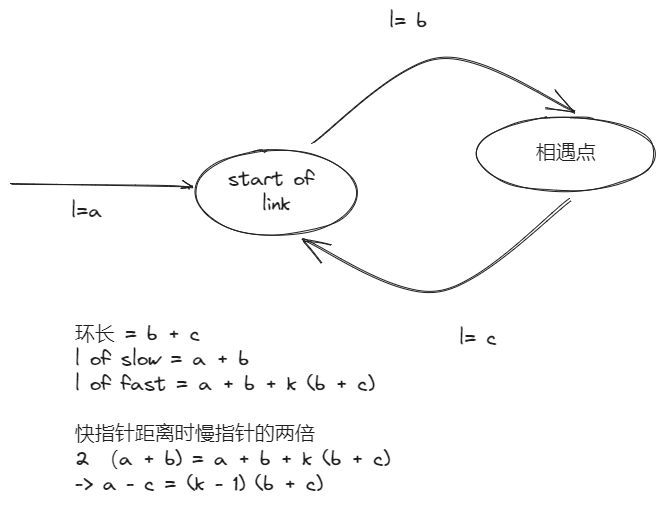 l= b
相遇点
start of
link
l=a
l= c
环长 = b + c
l of slow = a + b
l of fast = a + b + k (b + c)
快指针距离时慢指针的两倍
2 (a + b) = a + b + k (b + c)
-> a - c = (k - 1) (b + c)